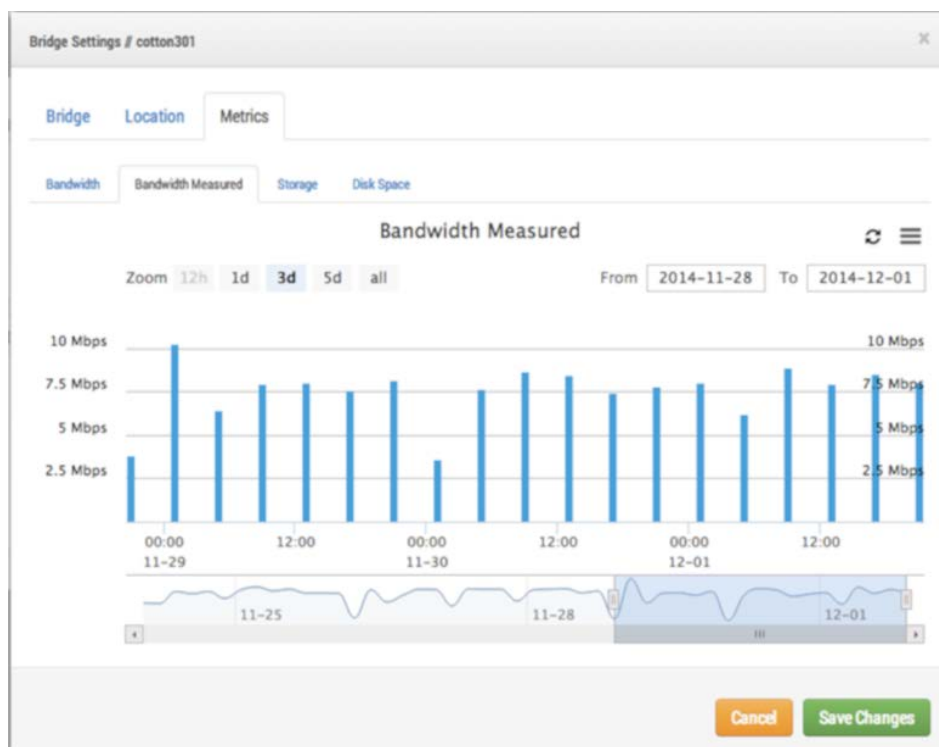 Bridge Settings // cotton301 ×
Bridge Location Metrics
Bandwidth Bandwidth Measured Storage Disk Space
Bandwidth Measured
Zoom 12h 1d 3d 5d all From 2014-11-28 To 2014-12-01
10 Mbps 10 Mbps
7.5 Mbps 7.5 Mbps
5 Mbps 5 Mbps
2.5 Mbps 2.5 Mbps
00:00 12:00 00:00 12:00 00:00 12:00
11-29 11-30 12-01
11-25 11-28 12-01
Cancel Save Changes